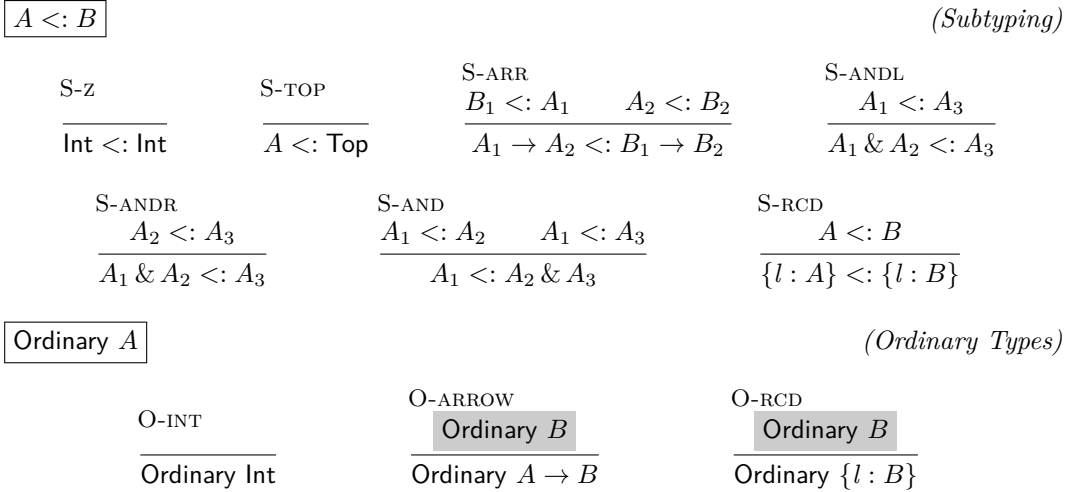 A <: B (Subtyping)
S-Z
Int <: Int
S-TOP
A <: Top
S-ARR
B₁ <: A₁ A₂ <: B₂
A₁ → A₂ <: B₁ → B₂
S-ANDL
A₁ <: A₃
A₁ & A₂ <: A₃
S-ANDR
A₂ <: A₃
A₁ & A₂ <: A₃
S-AND
A₁ <: A₂ A₁ <: A₃
A₁ <: A₂ & A₃
S-RCD
A <: B
{l : A} <: {l : B}
Ordinary A (Ordinary Types)
O-INT
Ordinary Int
O-ARROW
Ordinary B
Ordinary A → B
O-RCD
Ordinary B
Ordinary {l : B}